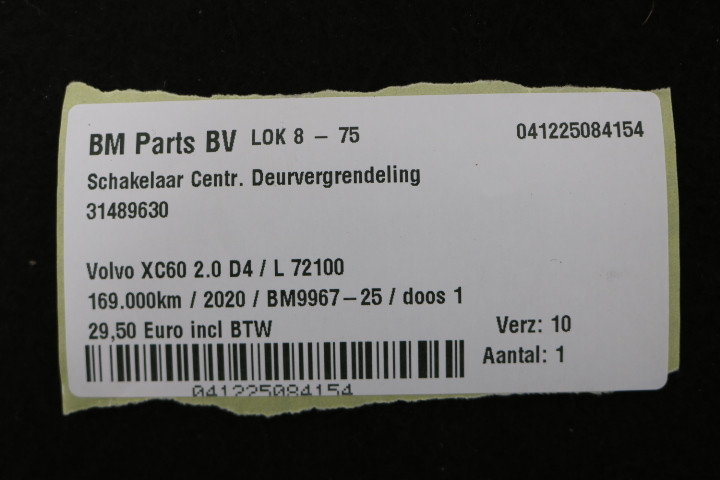 BM Parts BV LOK 8 – 75 041225084154
Schakelaar Centr. Deurvergrendeling
31489630
Volvo XC60 2.0 D4 / L 72100
169.000km / 2020 / BM9967–25 / doos 1
29,50 Euro incl BTW Verz: 10
Aantal: 1
041225084154